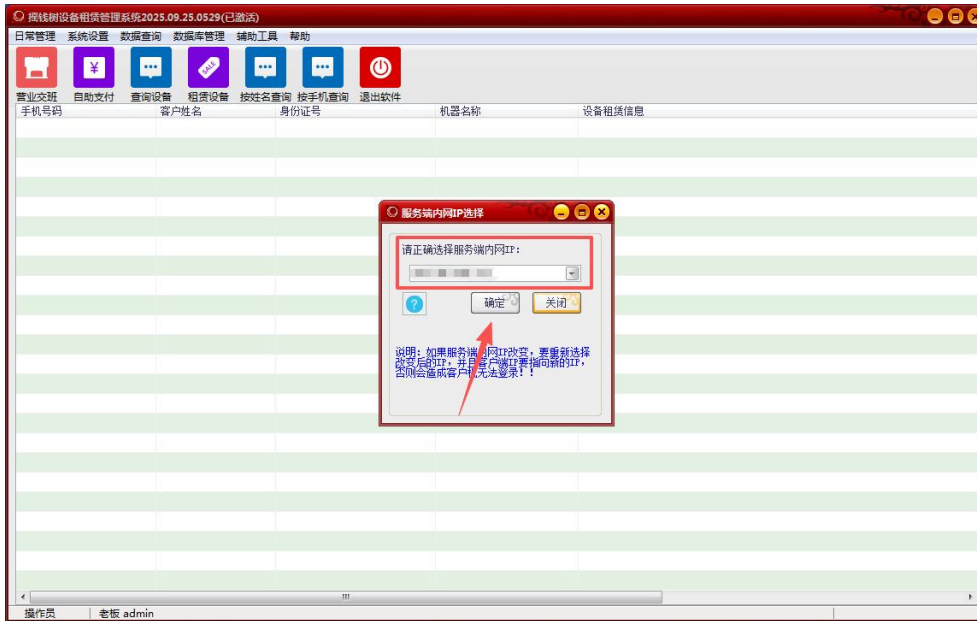 摇钱树设备租赁管理系统2025.09.25.0529(已激活)
日常管理 系统设置 数据查询 数据库管理 辅助工具 帮助
¥ SALE
营业交班 自助支付 查询设备 租赁设备 按姓名查询 按手机查询 退出软件
手机号码 客户姓名 身份证号 机器名称 设备租赁信息
服务端内网IP选择
请正确选择服务端内网IP:
? 确定 关闭
说明:如果服务端内网IP改变,要重新选择
改变后的IP,并且客户端IP要指向新的IP,
否则会造成客户机无法登录!!
操作员 老板 admin